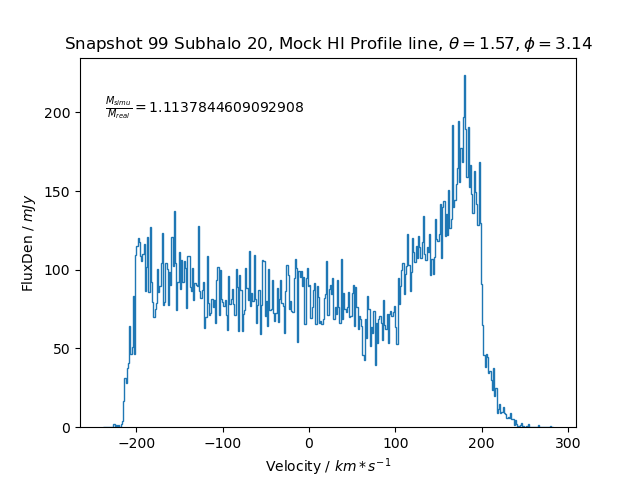 Snapshot 99 Subhalo 20, Mock HI Profile line, θ = 1.57, ϕ = 3.14
M_simu/M_real = 1.1137844609092908
FluxDen / mJy
200
150
100
50
0
−200 −100 0 100 200 300
Velocity / km * s⁻¹